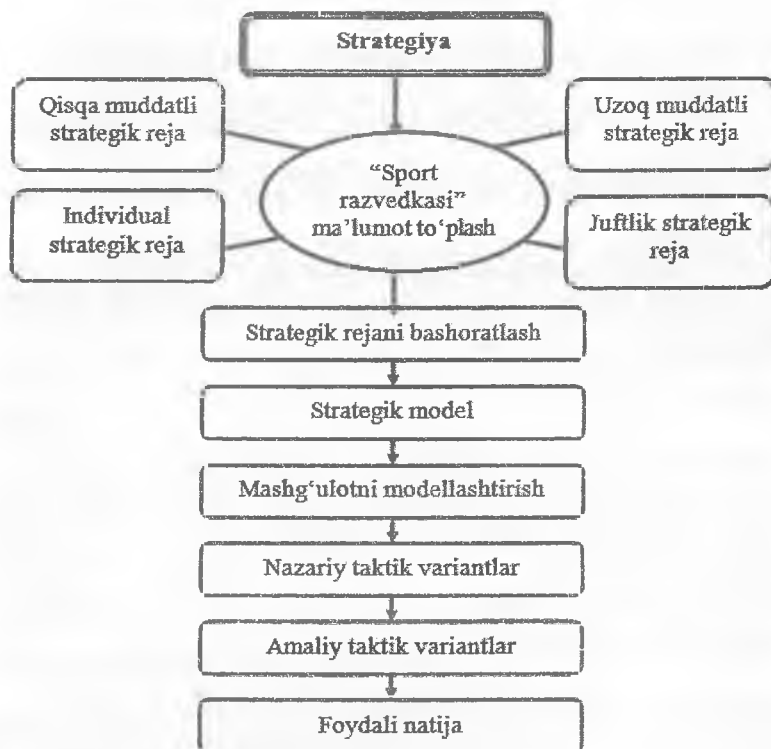 Strategiya
Qisqa muddatli
strategik reja
Uzoq muddatli
strategik reja
“Sport
razvedkasi”
ma’lumot to‘plash
Individual
strategik reja
Juftlik strategik
reja
Strategik rejani bashoratlash
Strategik model
Mashg‘ulotni modellashtirish
Nazariy taktik variantlar
Amaliy taktik variantlar
Foydali natija